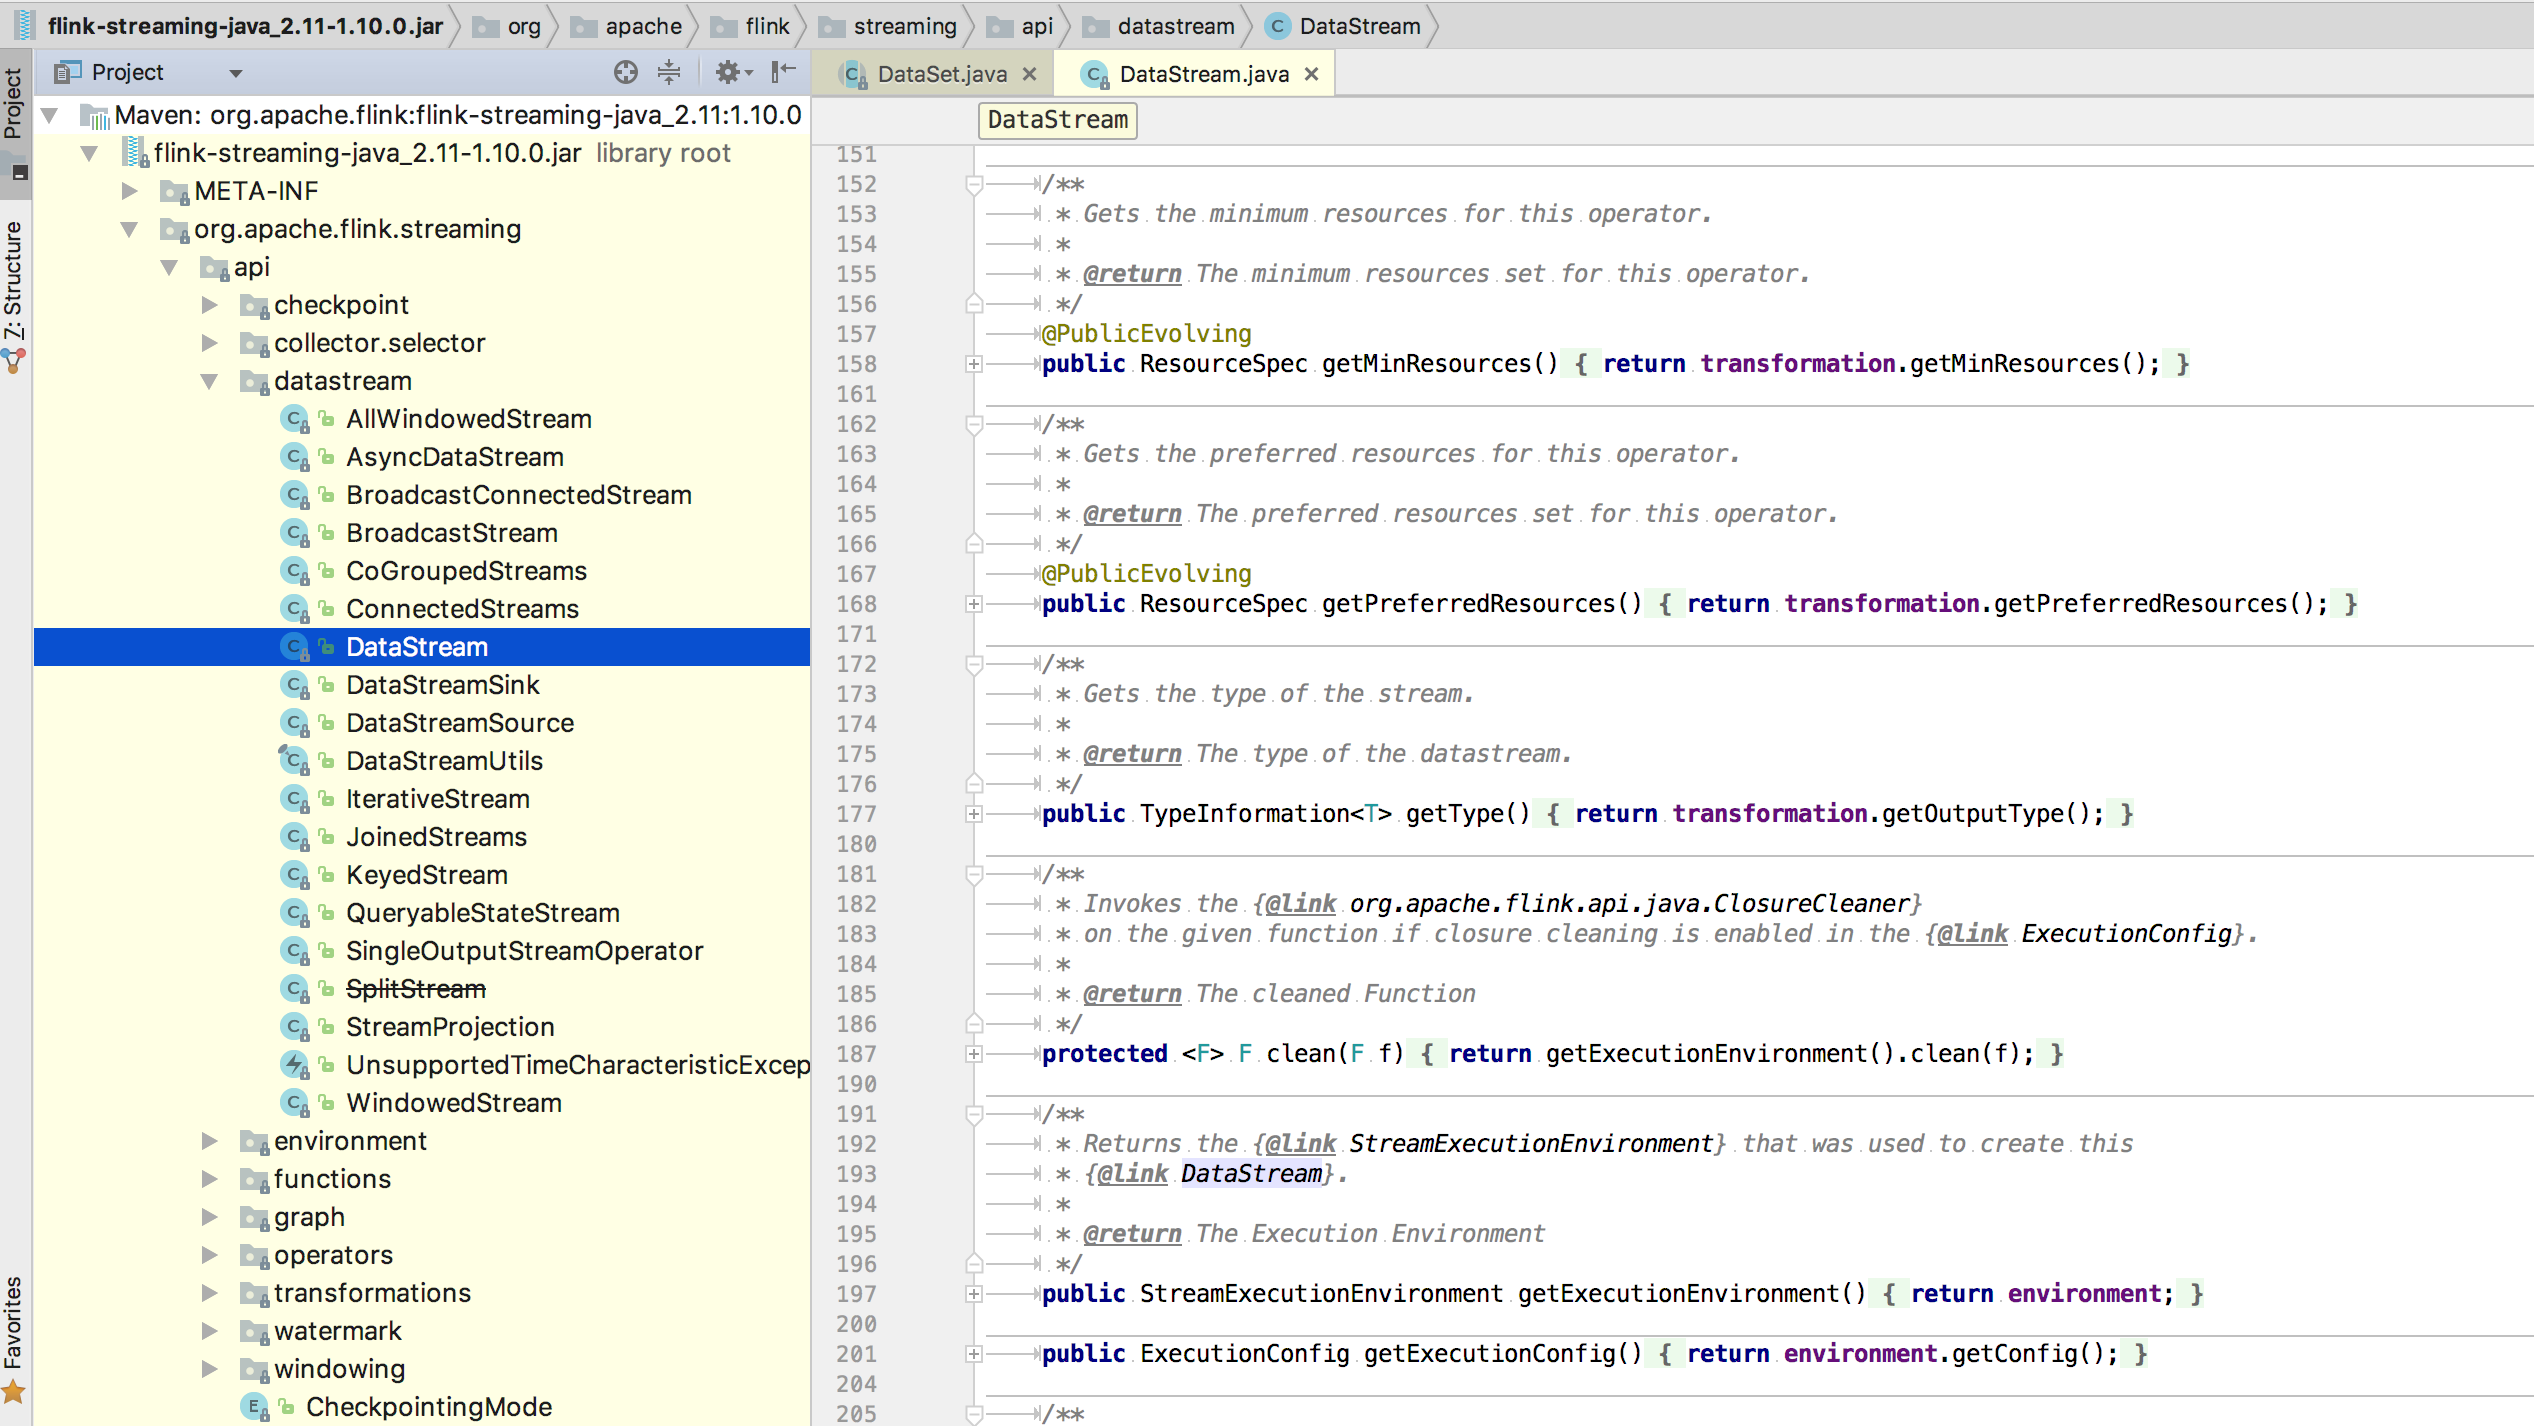 flink-streaming-java_2.11-1.10.0.jar org apache flink streaming api datastream DataStream
Project
7: Structure
Favorites
Project
Maven: org.apache.flink:flink-streaming-java_2.11:1.10.0
flink-streaming-java_2.11-1.10.0.jar library root
META-INF
org.apache.flink.streaming
api
checkpoint
collector.selector
datastream
AllWindowedStream
AsyncDataStream
BroadcastConnectedStream
BroadcastStream
CoGroupedStreams
ConnectedStreams
DataStream
DataStreamSink
DataStreamSource
DataStreamUtils
IterativeStream
JoinedStreams
KeyedStream
QueryableStateStream
SingleOutputStreamOperator
SplitStream
StreamProjection
UnsupportedTimeCharacteristicExcep
WindowedStream
environment
functions
graph
operators
transformations
watermark
windowing
CheckpointingMode
DataSet.java DataStream.java
DataStream
151
152 /**
153 * Gets the minimum resources for this operator.
154 *
155 * @return The minimum resources set for this operator.
156 */
157 @PublicEvolving
158 public ResourceSpec getMinResources() { return transformation.getMinResources(); }
161
162 /**
163 * Gets the preferred resources for this operator.
164 *
165 * @return The preferred resources set for this operator.
166 */
167 @PublicEvolving
168 public ResourceSpec getPreferredResources() { return transformation.getPreferredResources(); }
171
172 /**
173 * Gets the type of the stream.
174 *
175 * @return The type of the datastream.
176 */
177 public TypeInformation<T> getType() { return transformation.getOutputType(); }
180
181 /**
182 * Invokes the {@link org.apache.flink.api.java.ClosureCleaner}
183 * on the given function if closure cleaning is enabled in the {@link ExecutionConfig}.
184 *
185 * @return The cleaned Function
186 */
187 protected <F> F clean(F f) { return getExecutionEnvironment().clean(f); }
190
191 /**
192 * Returns the {@link StreamExecutionEnvironment} that was used to create this
193 * {@link DataStream}.
194 *
195 * @return The Execution Environment
196 */
197 public StreamExecutionEnvironment getExecutionEnvironment() { return environment; }
200
201 public ExecutionConfig getExecutionConfig() { return environment.getConfig(); }
204
205 /**